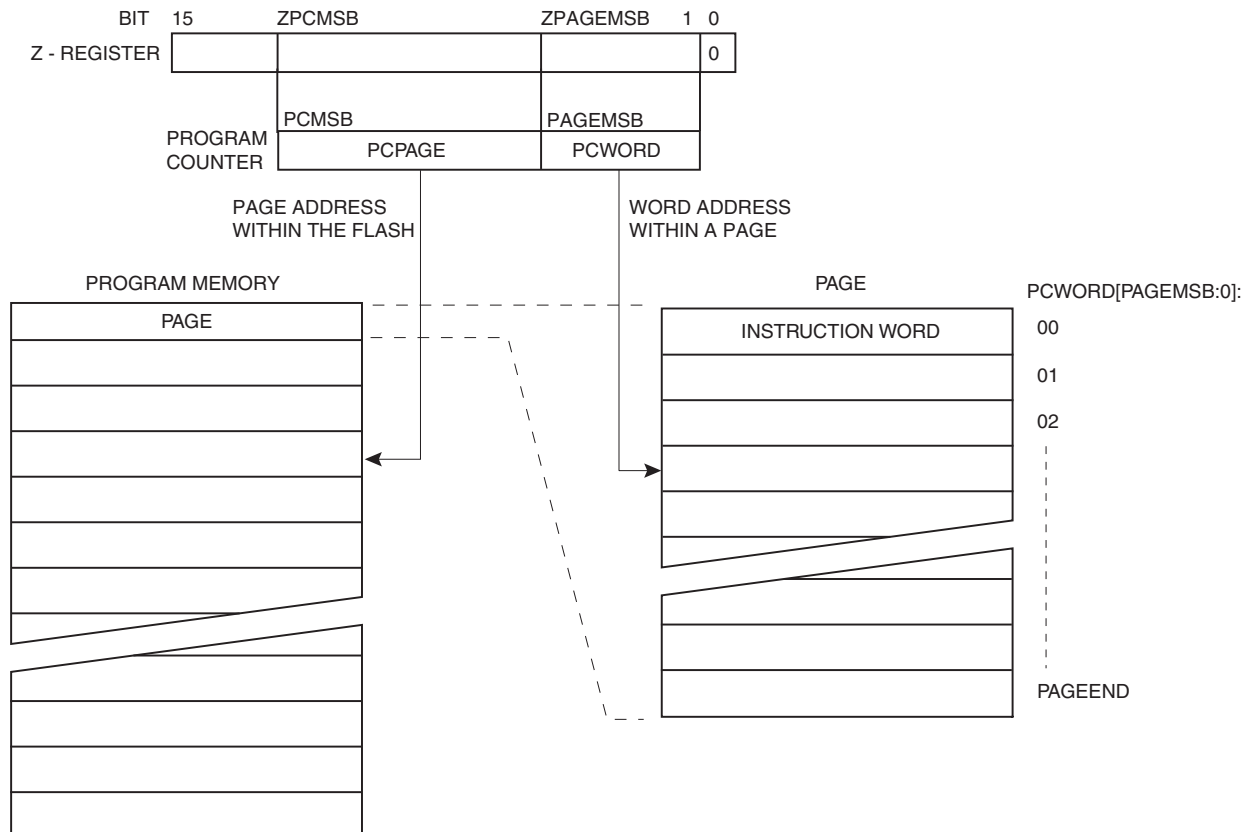 BIT 15 ZPCMSB ZPAGEMSB 1 0
Z - REGISTER 0
PCMSB PAGEMSB
PROGRAM
COUNTER
PCPAGE PCWORD
PAGE ADDRESS
WITHIN THE FLASH
WORD ADDRESS
WITHIN A PAGE
PROGRAM MEMORY
PAGE
PAGE
INSTRUCTION WORD
PCWORD[PAGEMSB:0]:
00
01
02
PAGEEND